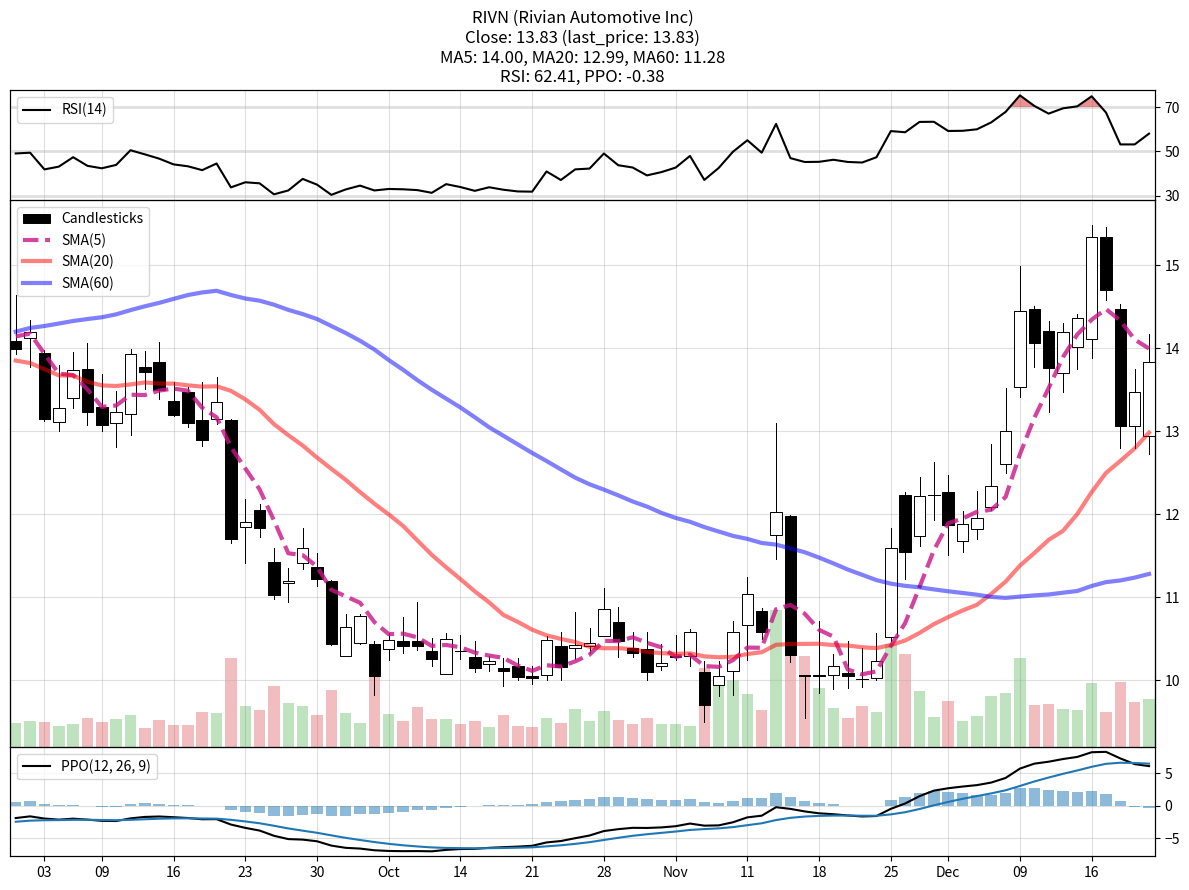 RIVN (Rivian Automotive Inc)
Close: 13.83 (last_price: 13.83)
MA5: 14.00, MA20: 12.99, MA60: 11.28
RSI: 62.41, PPO: -0.38
RSI(14)
70
50
30
Candlesticks
SMA(5)
SMA(20)
SMA(60)
15
14
13
12
11
10
PPO(12, 26, 9)
5
0
−5
03 09 16 23 30 Oct 14 21 28 Nov 11 18 25 Dec 09 16